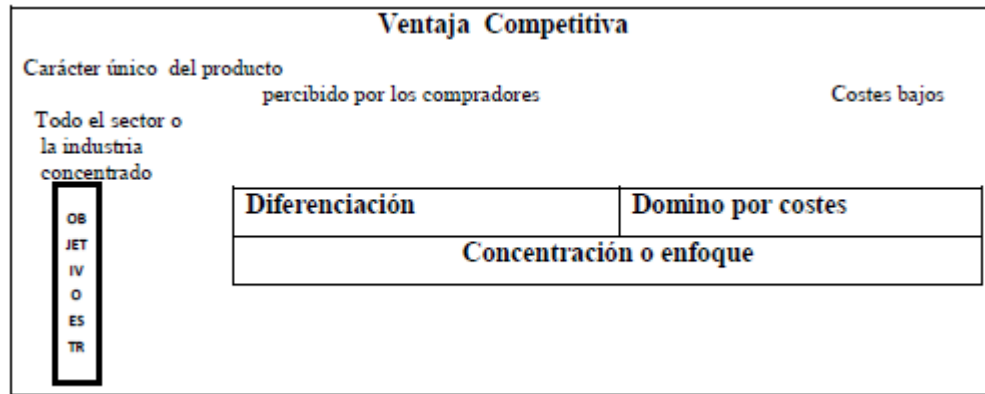 Ventaja Competitiva
Carácter único del producto
percibido por los compradores Costes bajos
Todo el sector o
la industria
concentrado
Diferenciación Domino por costes
Concentración o enfoque
OB
JET
IV
O
ES
TR